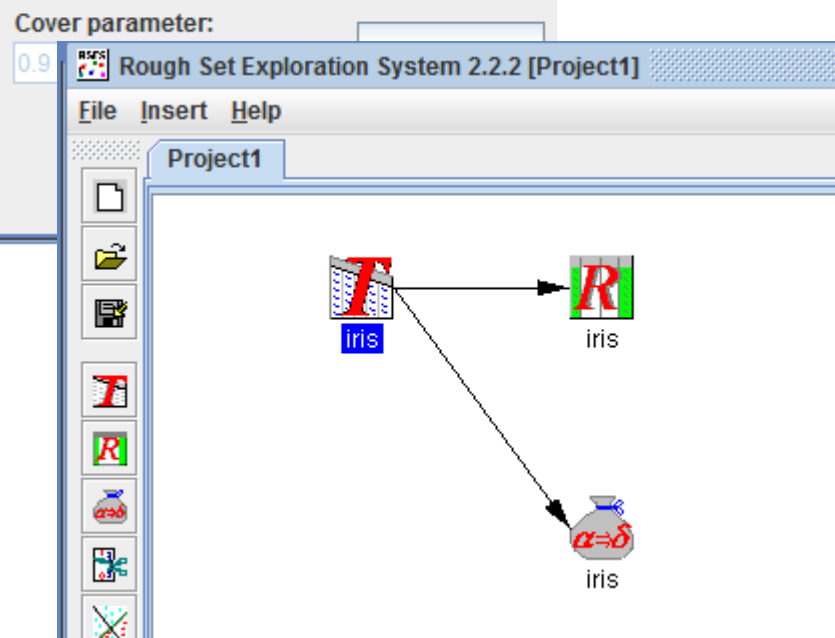 Cover parameter:
0.9
RSES
Rough Set Exploration System 2.2.2 [Project1]
File Insert Help
Project1
T
R
iris
iris
T
R
α⇒δ
α⇒δ
iris